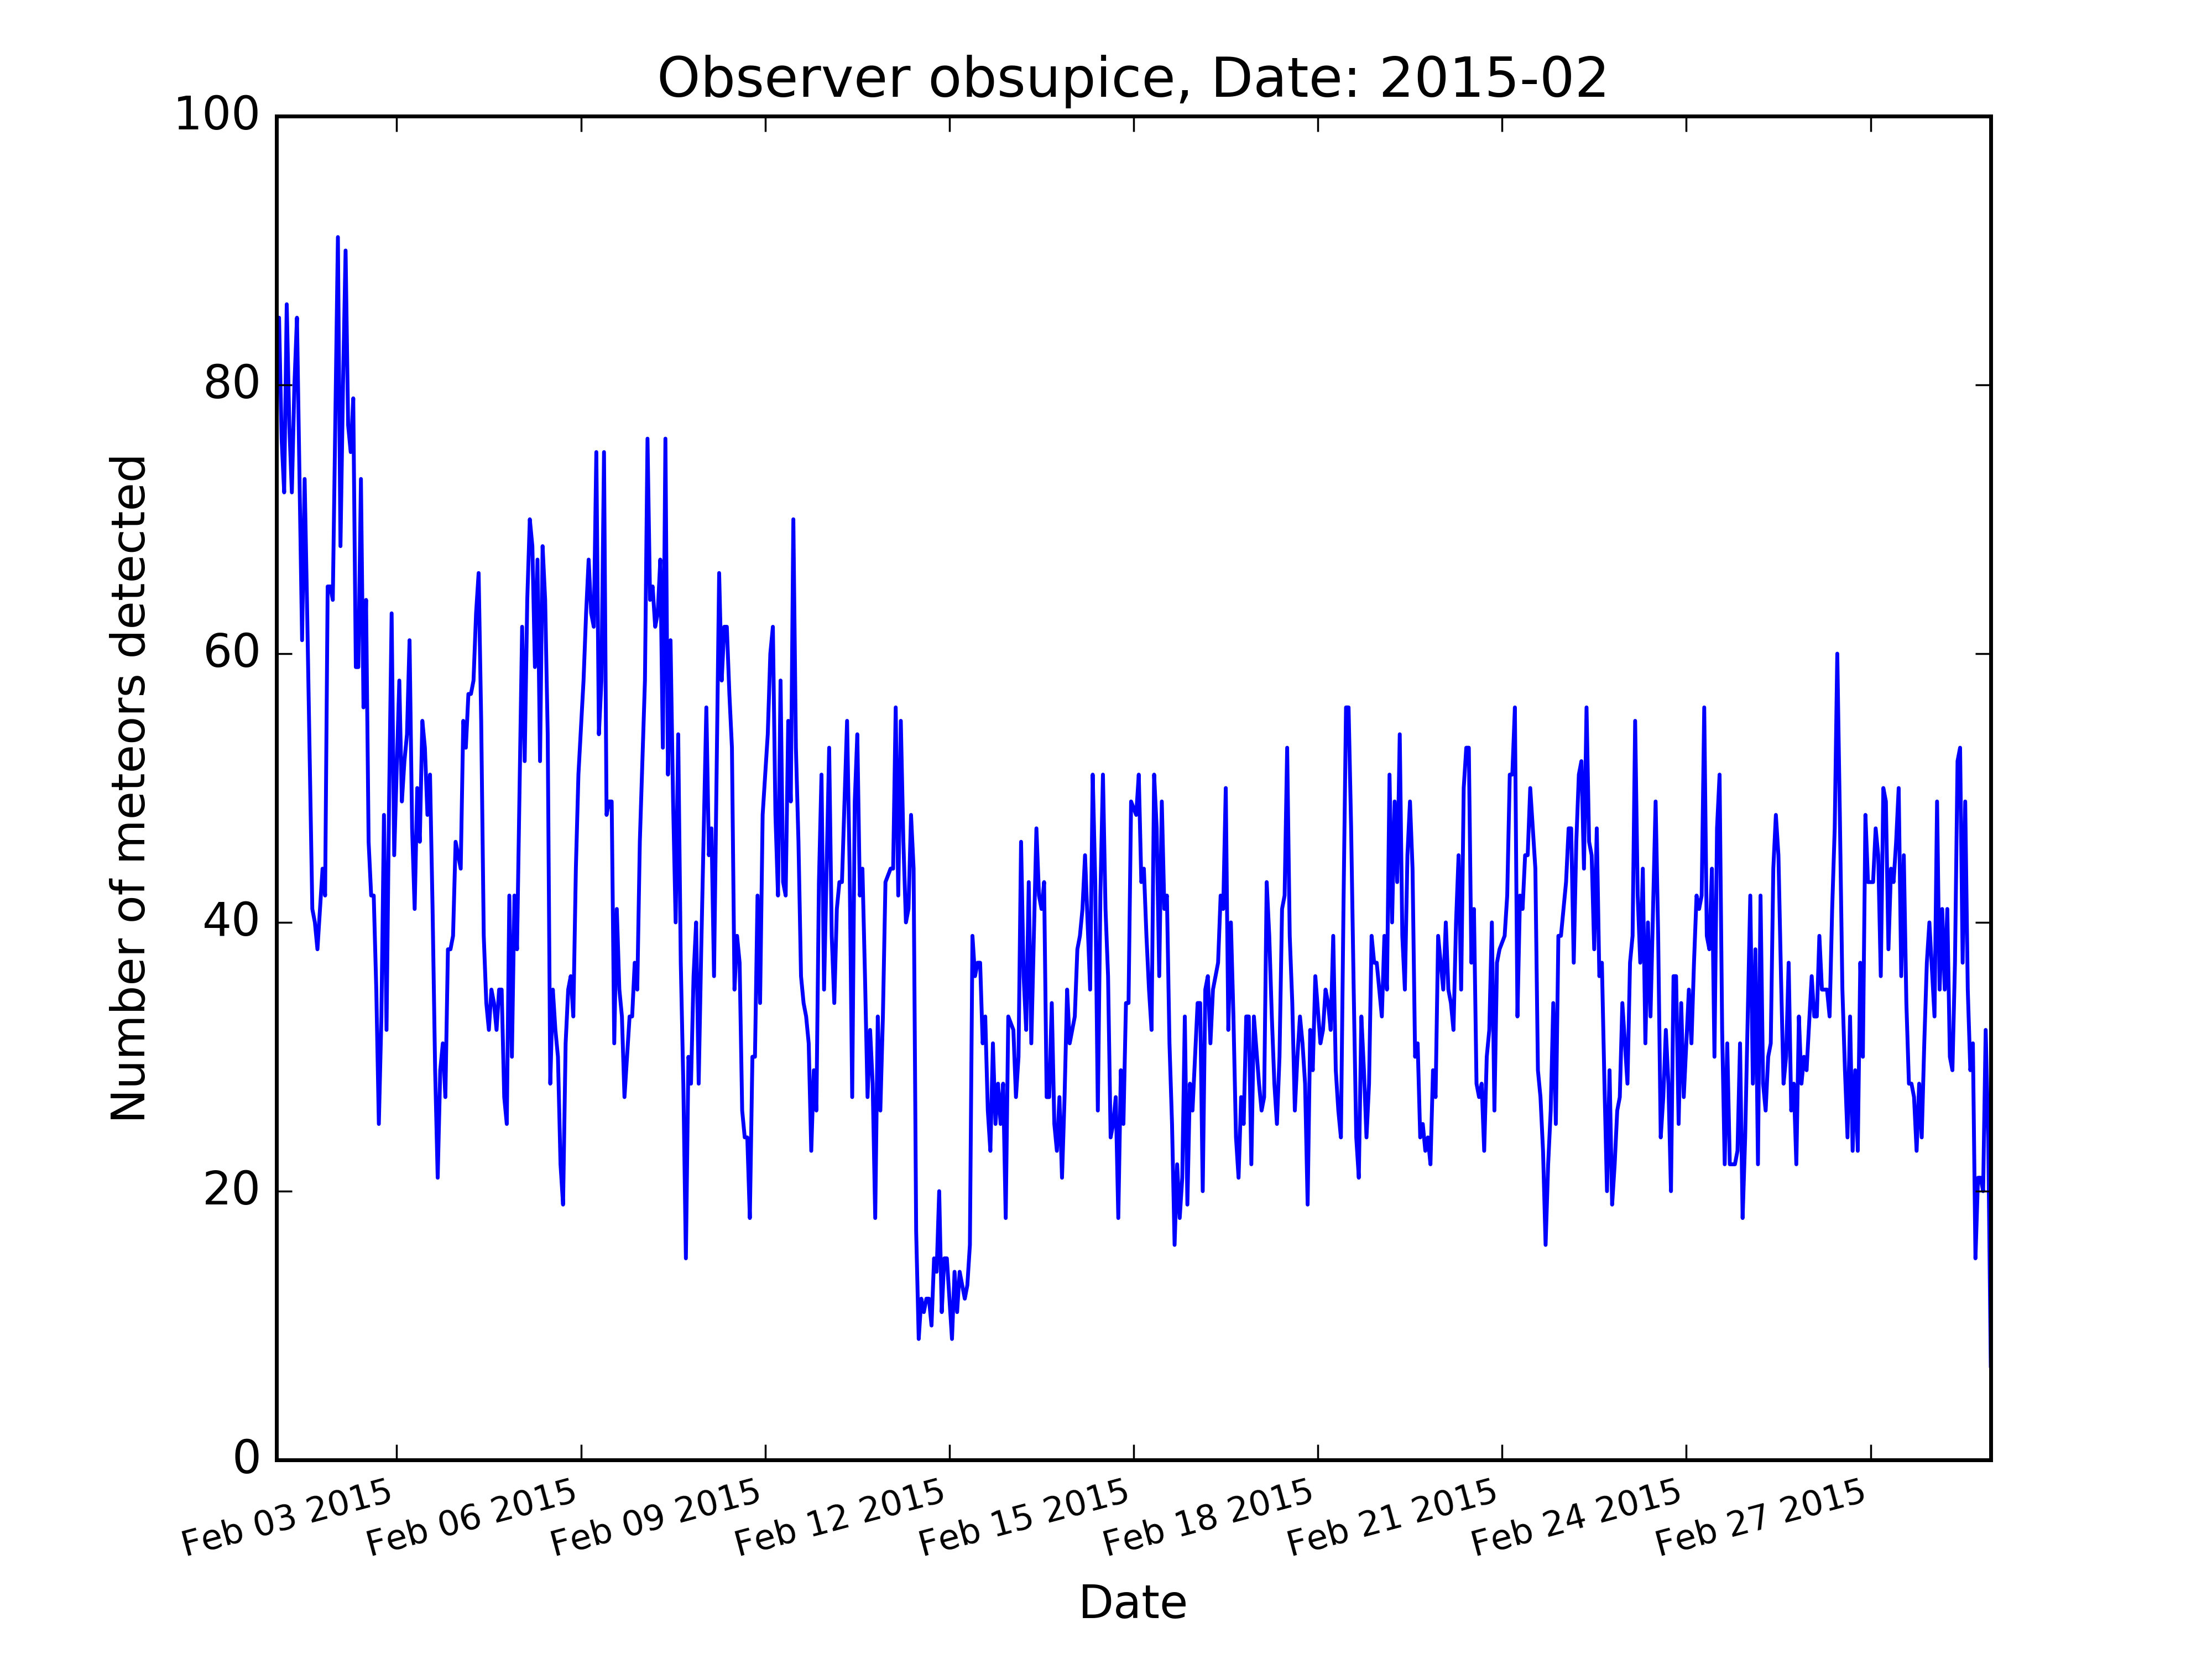 Observer obsupice, Date: 2015-02
100
80
60
40
20
0
Number of meteors detected
Feb 03 2015
Feb 06 2015
Feb 09 2015
Feb 12 2015
Feb 15 2015
Feb 18 2015
Feb 21 2015
Feb 24 2015
Feb 27 2015
Date